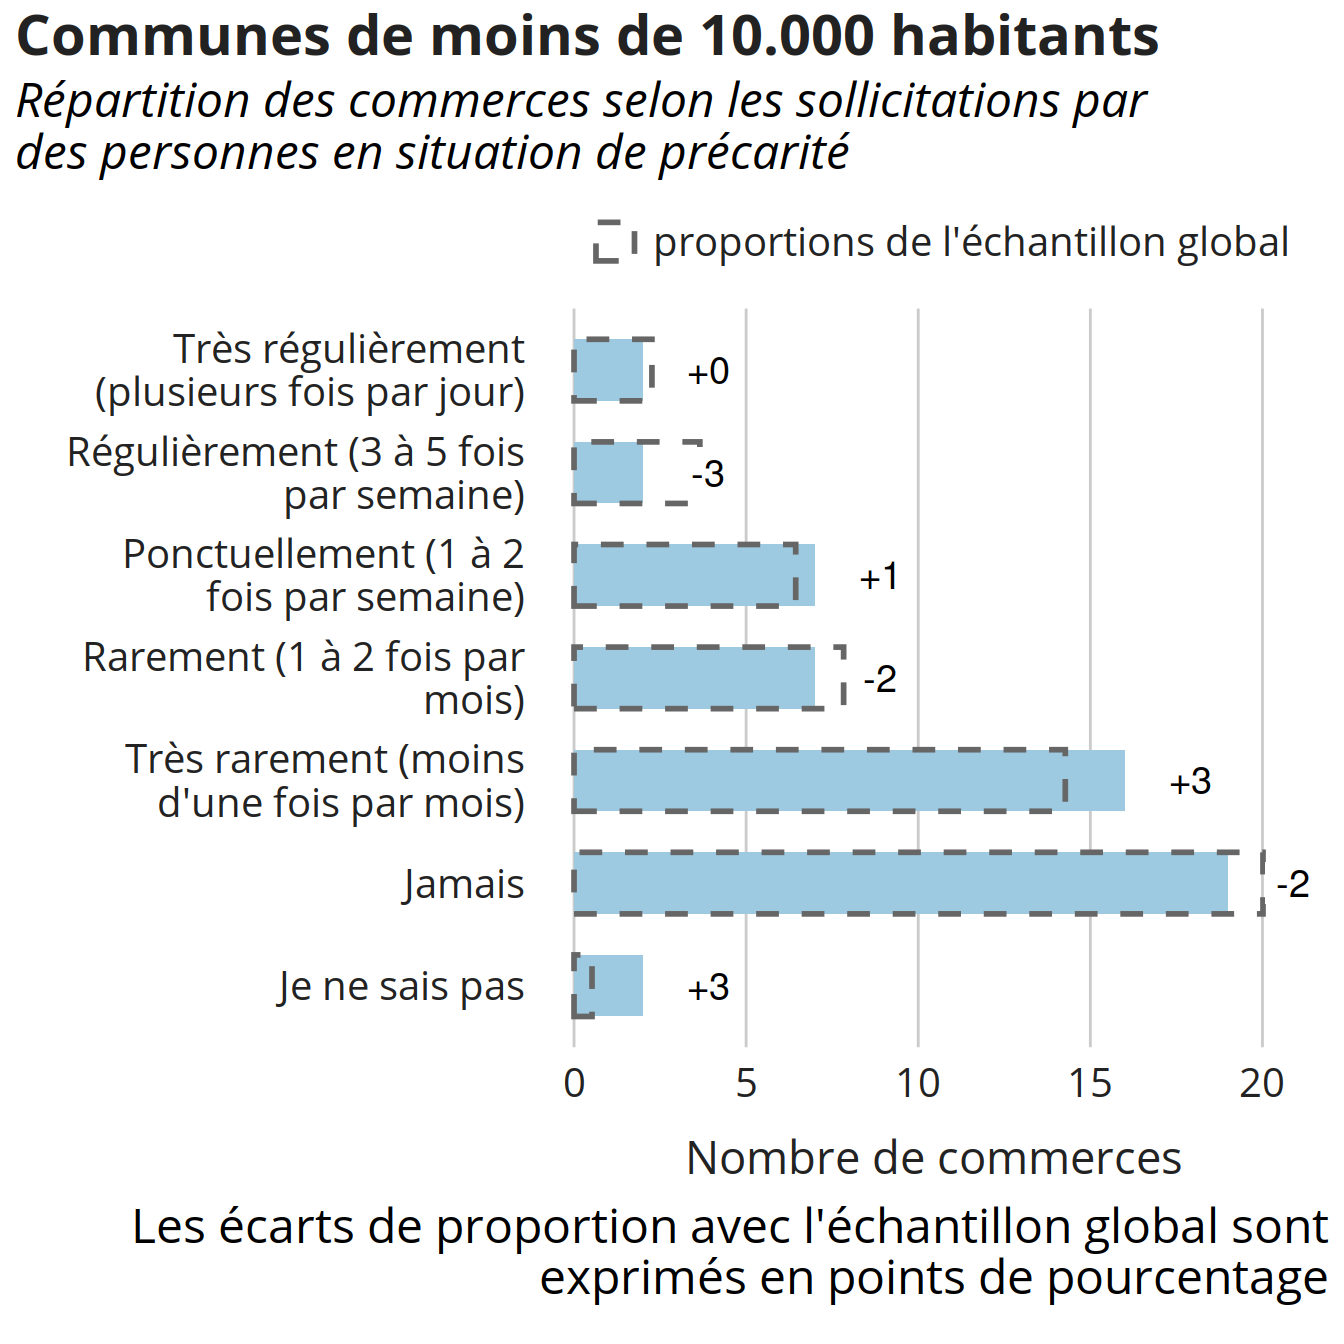 Communes de moins de 10.000 habitants
Répartition des commerces selon les sollicitations par
des personnes en situation de précarité
proportions de l'échantillon global
Très régulièrement
(plusieurs fois par jour)
+0
Régulièrement (3 à 5 fois
par semaine)
-3
Ponctuellement (1 à 2
fois par semaine)
+1
Rarement (1 à 2 fois par
mois)
-2
Très rarement (moins
d'une fois par mois)
+3
Jamais
-2
Je ne sais pas
+3
0 5 10 15 20
Nombre de commerces
Les écarts de proportion avec l'échantillon global sont
exprimés en points de pourcentage